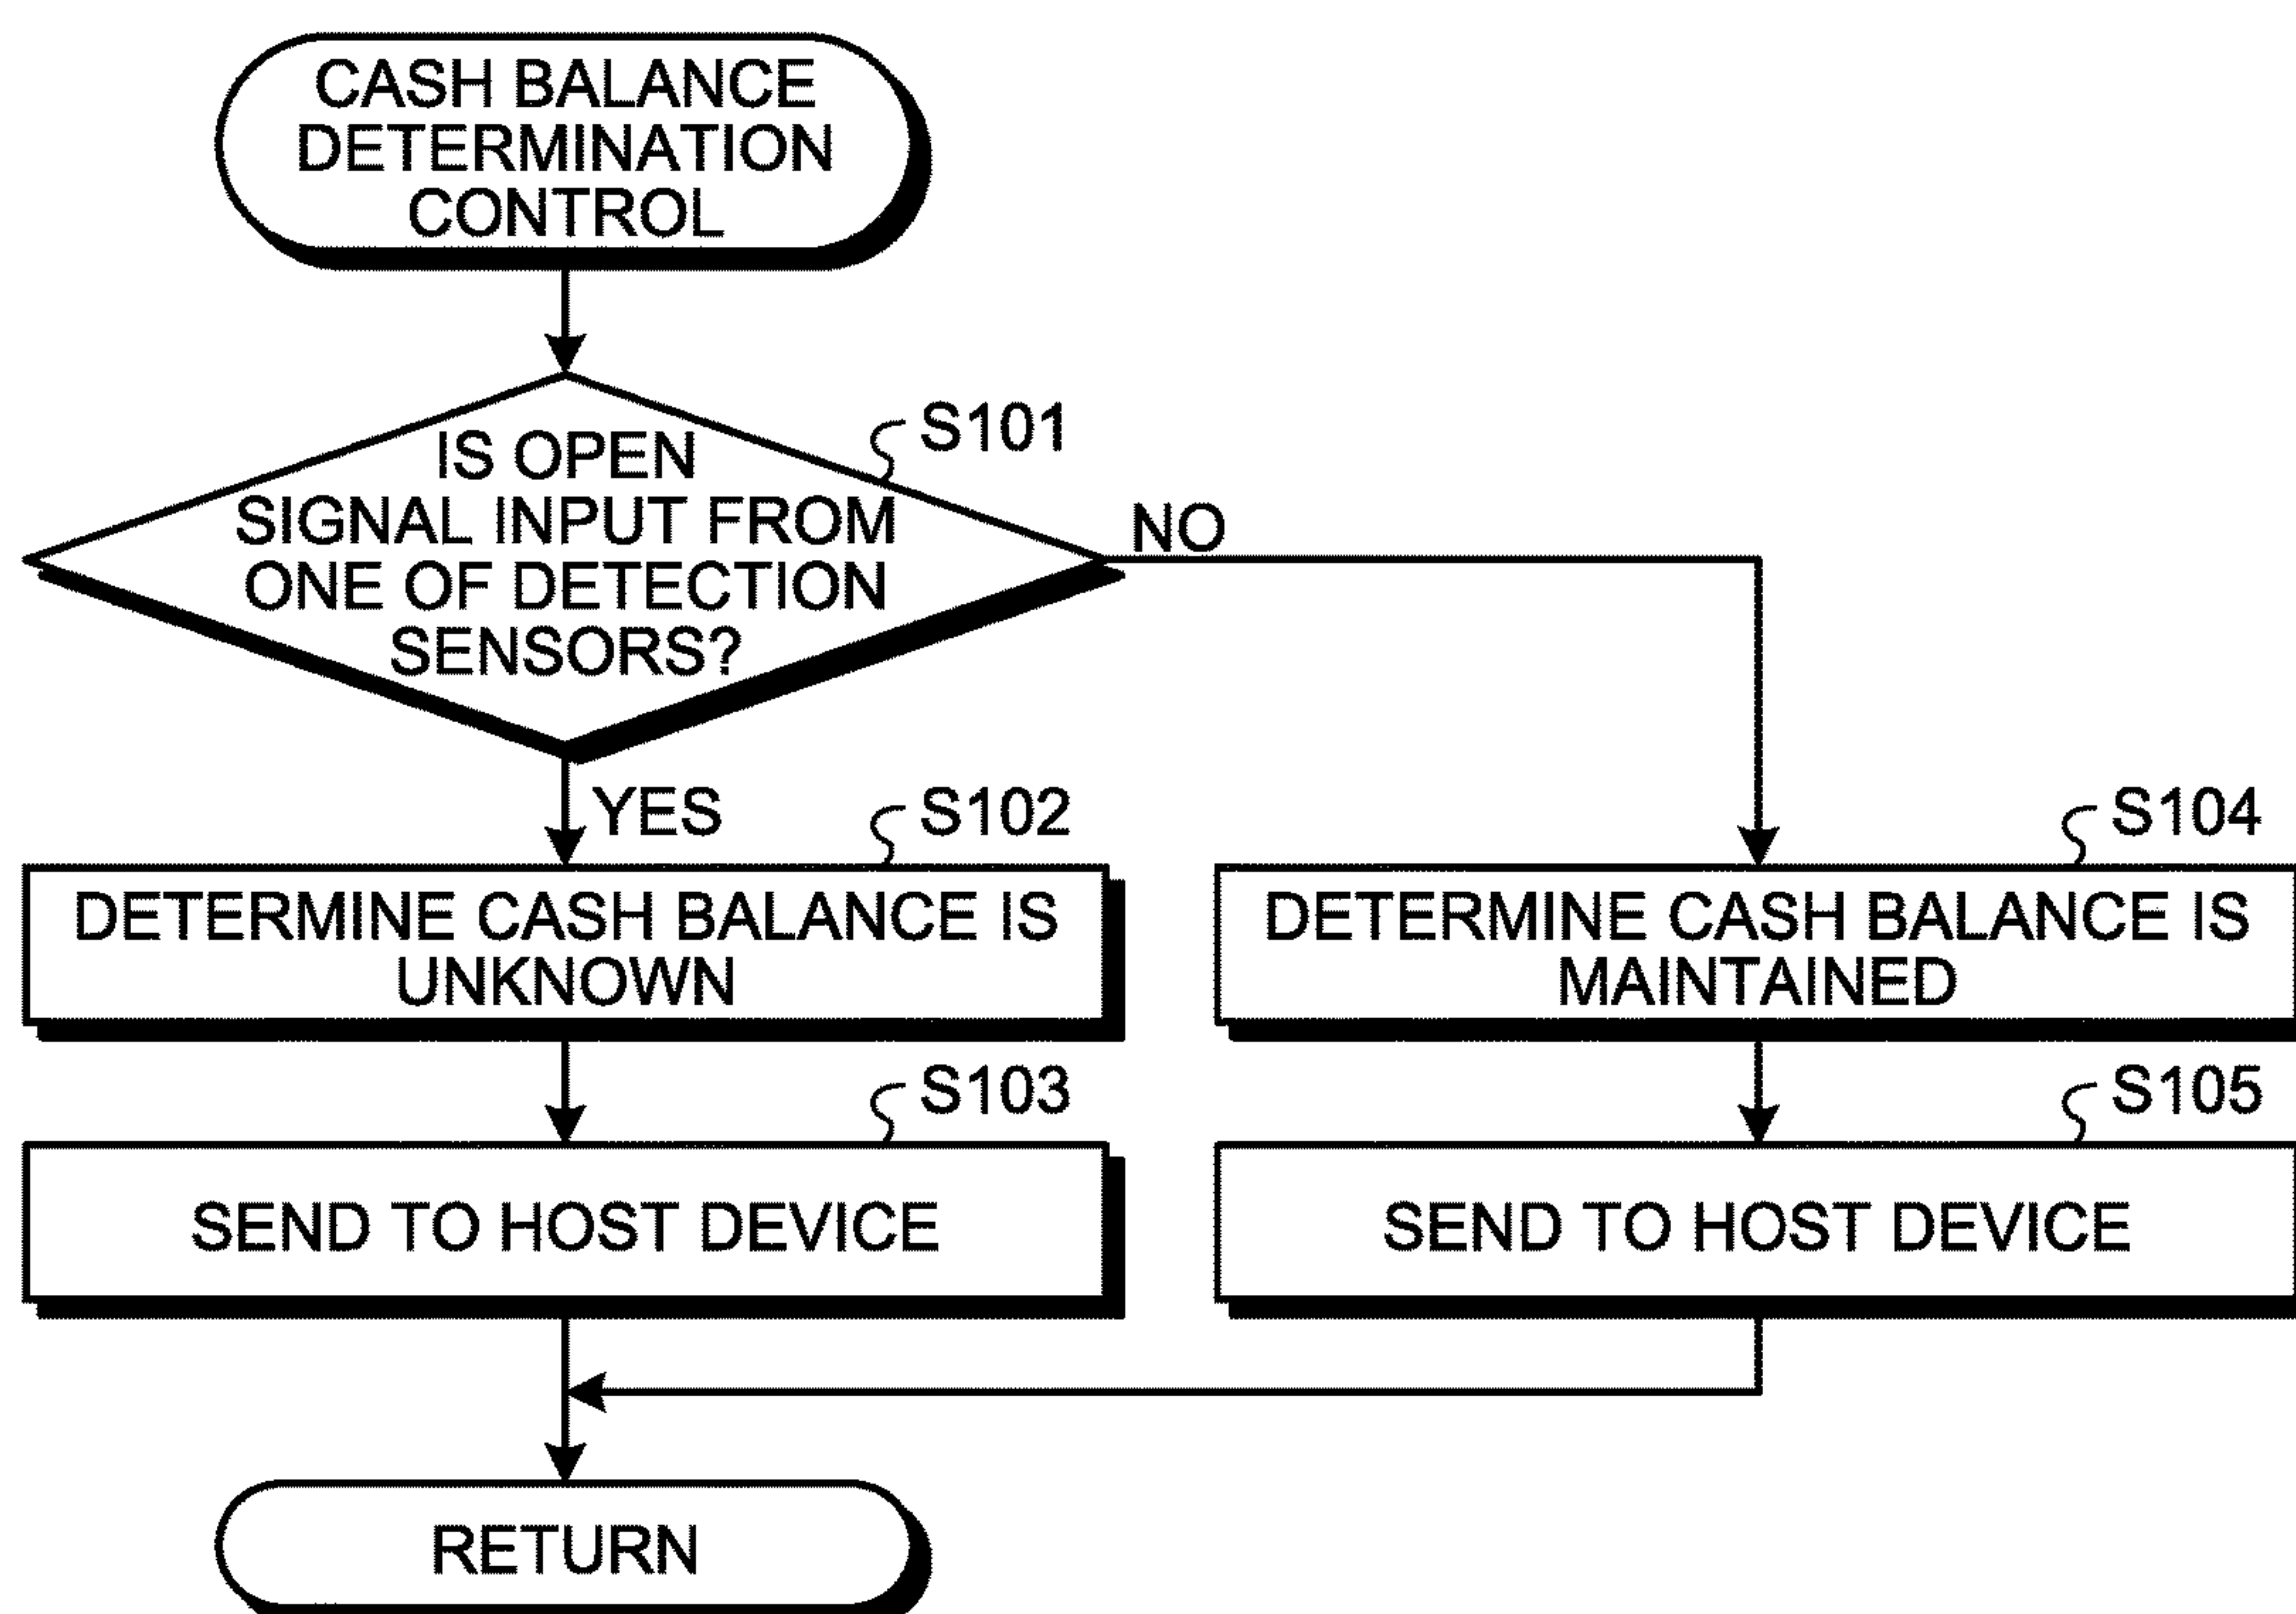 CASH BALANCE
DETERMINATION
CONTROL
S101
IS OPEN
SIGNAL INPUT FROM
ONE OF DETECTION
SENSORS?
NO
YES
S102
DETERMINE CASH BALANCE IS
UNKNOWN
S104
DETERMINE CASH BALANCE IS
MAINTAINED
S103
SEND TO HOST DEVICE
S105
SEND TO HOST DEVICE
RETURN